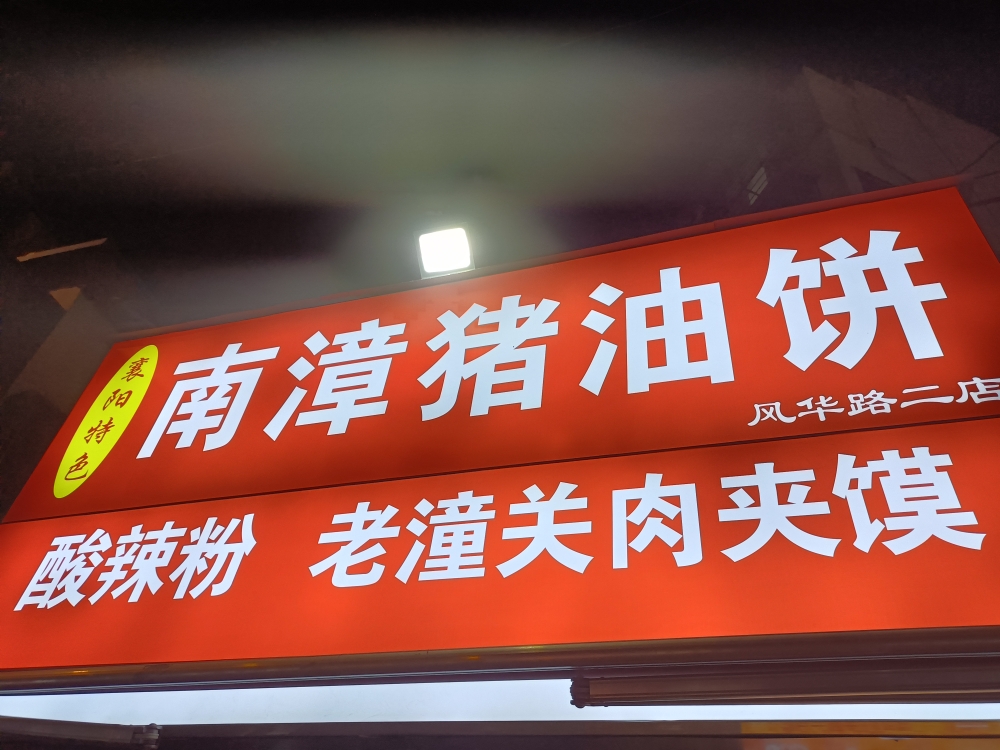 襄阳特色
南漳猪油饼
风华路二店
酸辣粉 老潼关肉夹馍